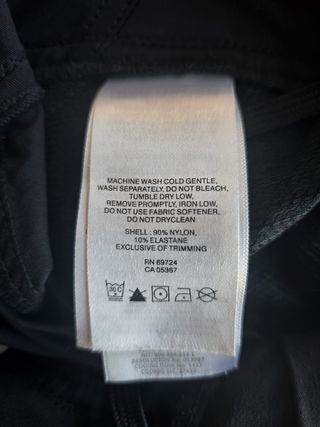 MACHINE WASH COLD GENTLE,
WASH SEPARATELY, DO NOT BLEACH,
TUMBLE DRY LOW,
REMOVE PROMPTLY, IRON LOW,
DO NOT USE FABRIC SOFTENER,
DO NOT DRYCLEAN
SHELL: 90% NYLON,
10% ELASTANE
EXCLUSIVE OF TRIMMING
RN 69724
CA 05367
30 C